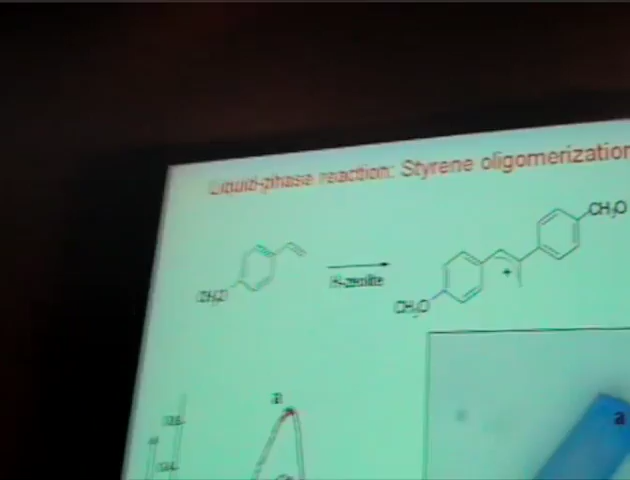 Liquid-phase reaction: Styrene oligomerization
CH₃O
H-zeolite
CH₃O
CH₃O
a
a